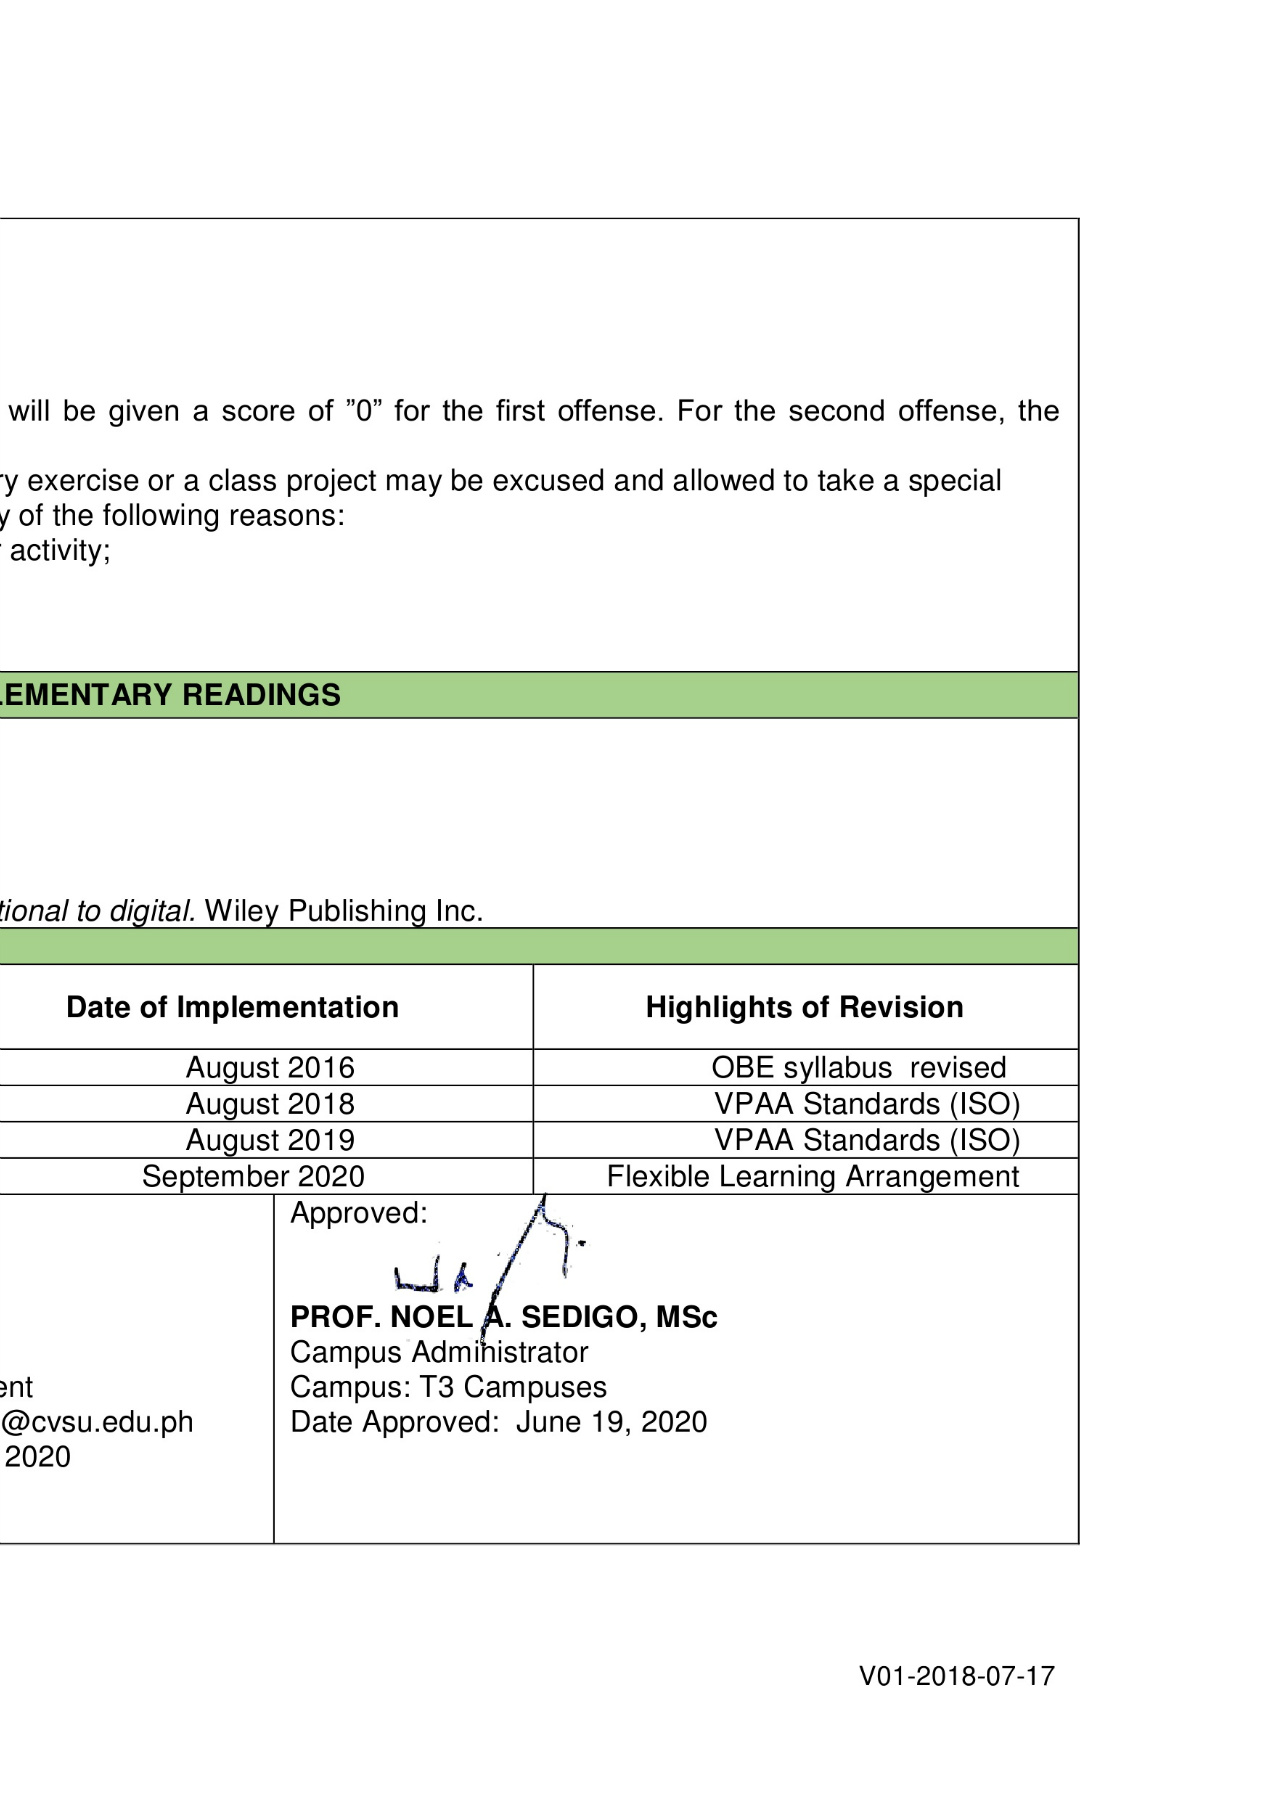 will be given a score of ”0” for the first offense. For the second offense, the
ry exercise or a class project may be excused and allowed to take a special
y of the following reasons:
r activity;
LEMENTARY READINGS
tional to digital. Wiley Publishing Inc.
Date of Implementation Highlights of Revision
August 2016 OBE syllabus revised
August 2018 VPAA Standards (ISO)
August 2019 VPAA Standards (ISO)
September 2020 Flexible Learning Arrangement
Approved:
PROF. NOEL A. SEDIGO, MSc
Campus Administrator
ent Campus: T3 Campuses
@cvsu.edu.ph Date Approved: June 19, 2020
2020
V01-2018-07-17